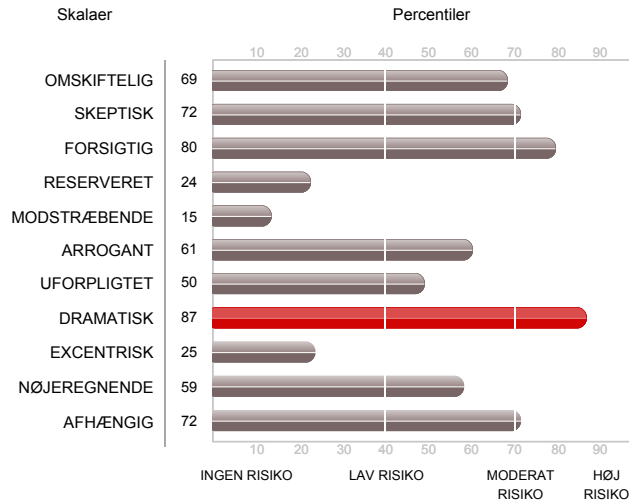 Skalaer Percentiler
10 20 30 40 50 60 70 80 90
OMSKIFTELIG 69
SKEPTISK 72
FORSIGTIG 80
RESERVERET 24
MODSTRÆBENDE 15
ARROGANT 61
UFORPLIGTET 50
DRAMATISK 87
EXCENTRISK 25
NØJEREGNENDE 59
AFHÆNGIG 72
10 20 30 40 50 60 70 80 90
INGEN RISIKO LAV RISIKO MODERAT HØJ
RISIKO RISIKO